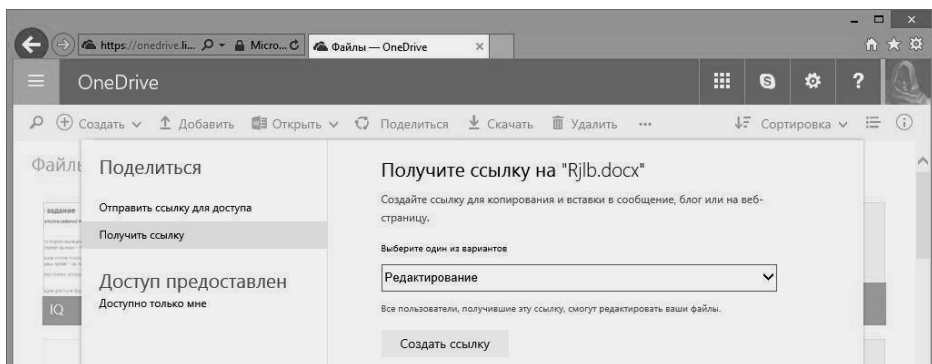 https://onedrive.li... Micro... Файлы — OneDrive
OneDrive
Создать Добавить Открыть Поделиться Скачать Удалить ... Сортировка
Файлы
Поделиться
Отправить ссылку для доступа
Получить ссылку
Доступ предоставлен
Доступно только мне
IQ
задание
Получите ссылку на "Rjlb.docx"
Создайте ссылку для копирования и вставки в сообщение, блог или на веб-
страницу.
Выберите один из вариантов
Редактирование
Все пользователи, получившие эту ссылку, смогут редактировать ваши файлы.
Создать ссылку